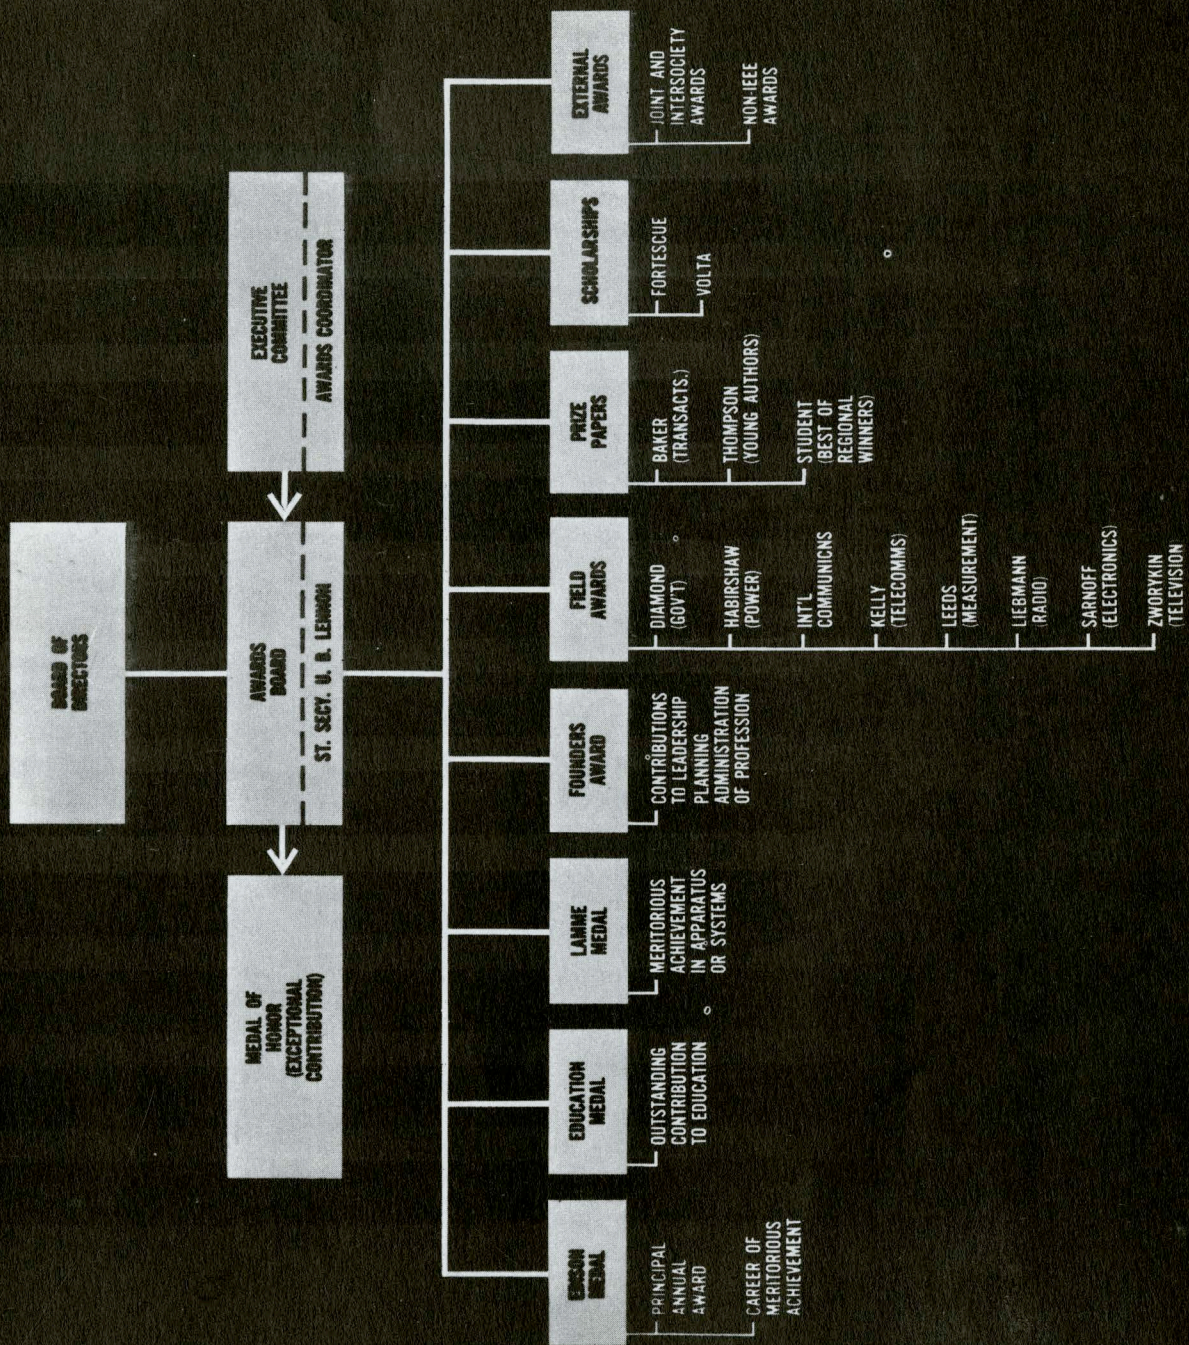 BOARD OF
DIRECTORS
MEDAL OF
HONOR
(EXCEPTIONAL
CONTRIBUTION)
AWARDS
BOARD
ST. SECY. U. B. LEMON
EXECUTIVE
COMMITTEE
AWARDS COORDINATOR
EDISON
MEDAL
PRINCIPAL
ANNUAL
AWARD
CAREER OF
MERITORIOUS
ACHIEVEMENT
EDUCATION
MEDAL
OUTSTANDING
CONTRIBUTION
TO EDUCATION
LAMME
MEDAL
MERITORIOUS
ACHIEVEMENT
IN APPARATUS
OR SYSTEMS
FOUNDERS
AWARD
CONTRIBUTIONS
TO LEADERSHIP
PLANNING
ADMINISTRATION
OF PROFESSION
FIELD
AWARDS
DIAMOND
(GOV'T)
HABIRSHAW
(POWER)
INT'L
COMMUNICNS
KELLY
(TELECOMMS)
LEEDS
(MEASUREMENT)
LIEBMANN
(RADIO)
SARNOFF
(ELECTRONICS)
ZWORYKIN
(TELEVISION
PRIZE
PAPERS
BAKER
(TRANSACTS.)
THOMPSON
(YOUNG AUTHORS)
STUDENT
(BEST OF
REGIONAL
WINNERS)
SCHOLARSHIPS
FORTESCUE
VOLTA
EXTERNAL
AWARDS
JOINT AND
INTERSOCIETY
AWARDS
NON-IEEE
AWARDS